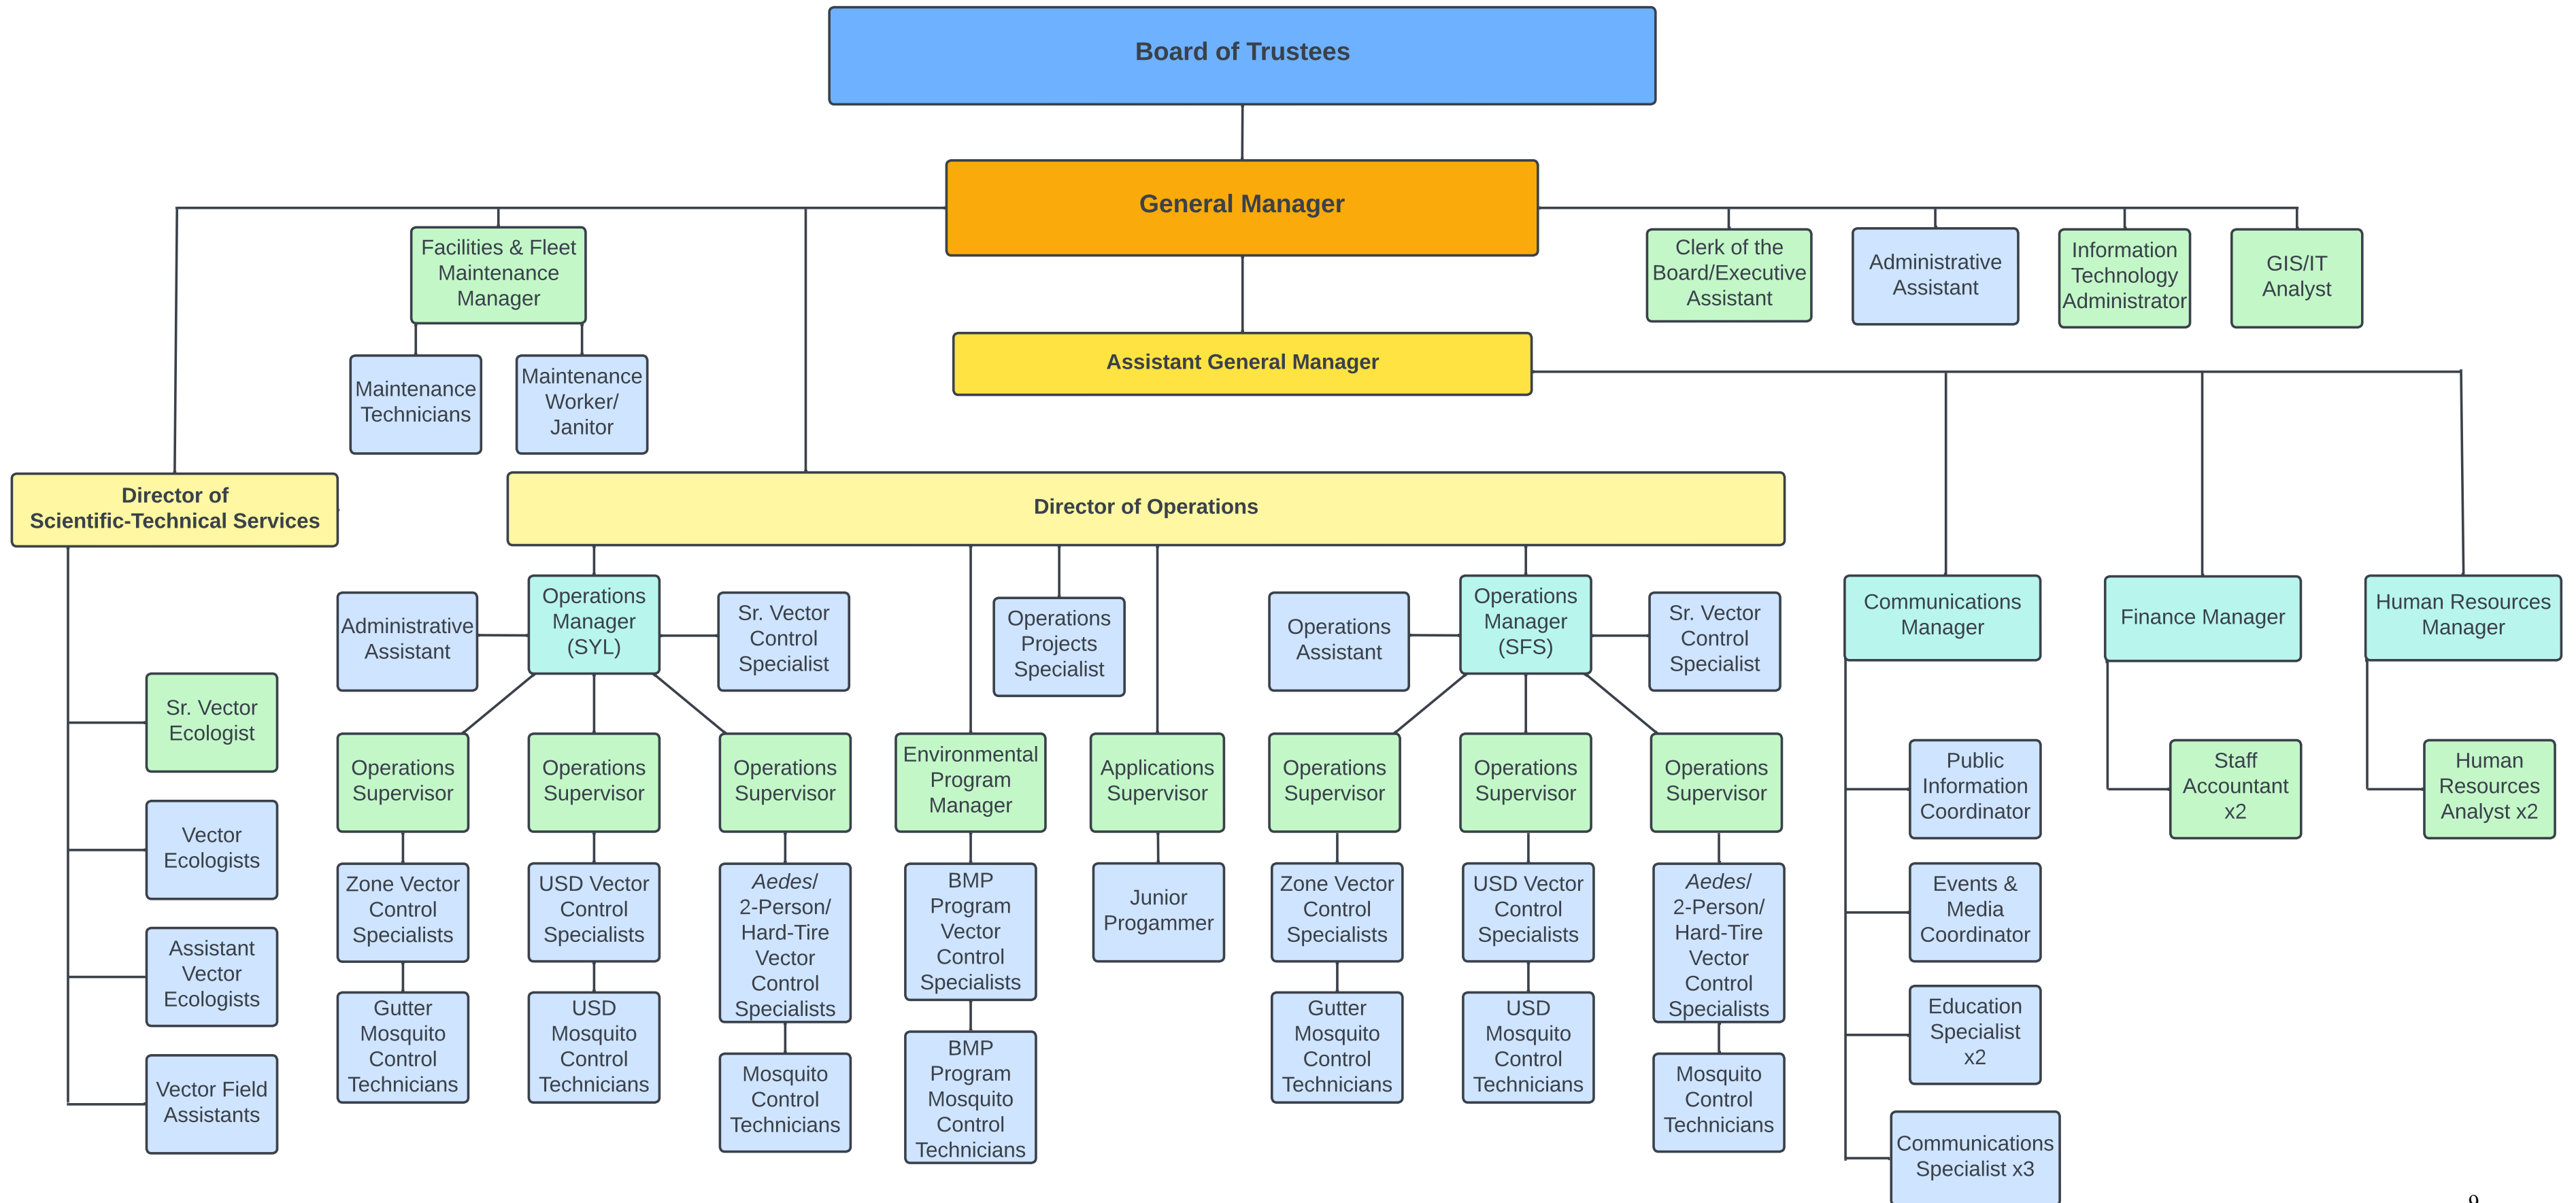 Board of Trustees
General Manager
Facilities & Fleet
Maintenance
Manager
Clerk of the
Board/Executive
Assistant
Administrative
Assistant
Information
Technology
Administrator
GIS/IT
Analyst
Maintenance
Technicians
Maintenance
Worker/
Janitor
Assistant General Manager
Director of
Scientific-Technical Services
Director of Operations
Administrative
Assistant
Operations
Manager
(SYL)
Sr. Vector
Control
Specialist
Operations
Projects
Specialist
Operations
Assistant
Operations
Manager
(SFS)
Sr. Vector
Control
Specialist
Communications
Manager
Finance Manager
Human Resources
Manager
Sr. Vector
Ecologist
Vector
Ecologists
Assistant
Vector
Ecologists
Vector Field
Assistants
Operations
Supervisor
Operations
Supervisor
Operations
Supervisor
Environmental
Program
Manager
Applications
Supervisor
Operations
Supervisor
Operations
Supervisor
Operations
Supervisor
Zone Vector
Control
Specialists
USD Vector
Control
Specialists
Aedes/
2-Person/
Hard-Tire
Vector
Control
Specialists
BMP
Program
Vector
Control
Specialists
Junior
Progammer
Zone Vector
Control
Specialists
USD Vector
Control
Specialists
Aedes/
2-Person/
Hard-Tire
Vector
Control
Specialists
Gutter
Mosquito
Control
Technicians
USD
Mosquito
Control
Technicians
Mosquito
Control
Technicians
BMP
Program
Mosquito
Control
Technicians
Gutter
Mosquito
Control
Technicians
USD
Mosquito
Control
Technicians
Mosquito
Control
Technicians
Public
Information
Coordinator
Events &
Media
Coordinator
Education
Specialist
x2
Communications
Specialist x3
Staff
Accountant
x2
Human
Resources
Analyst x2